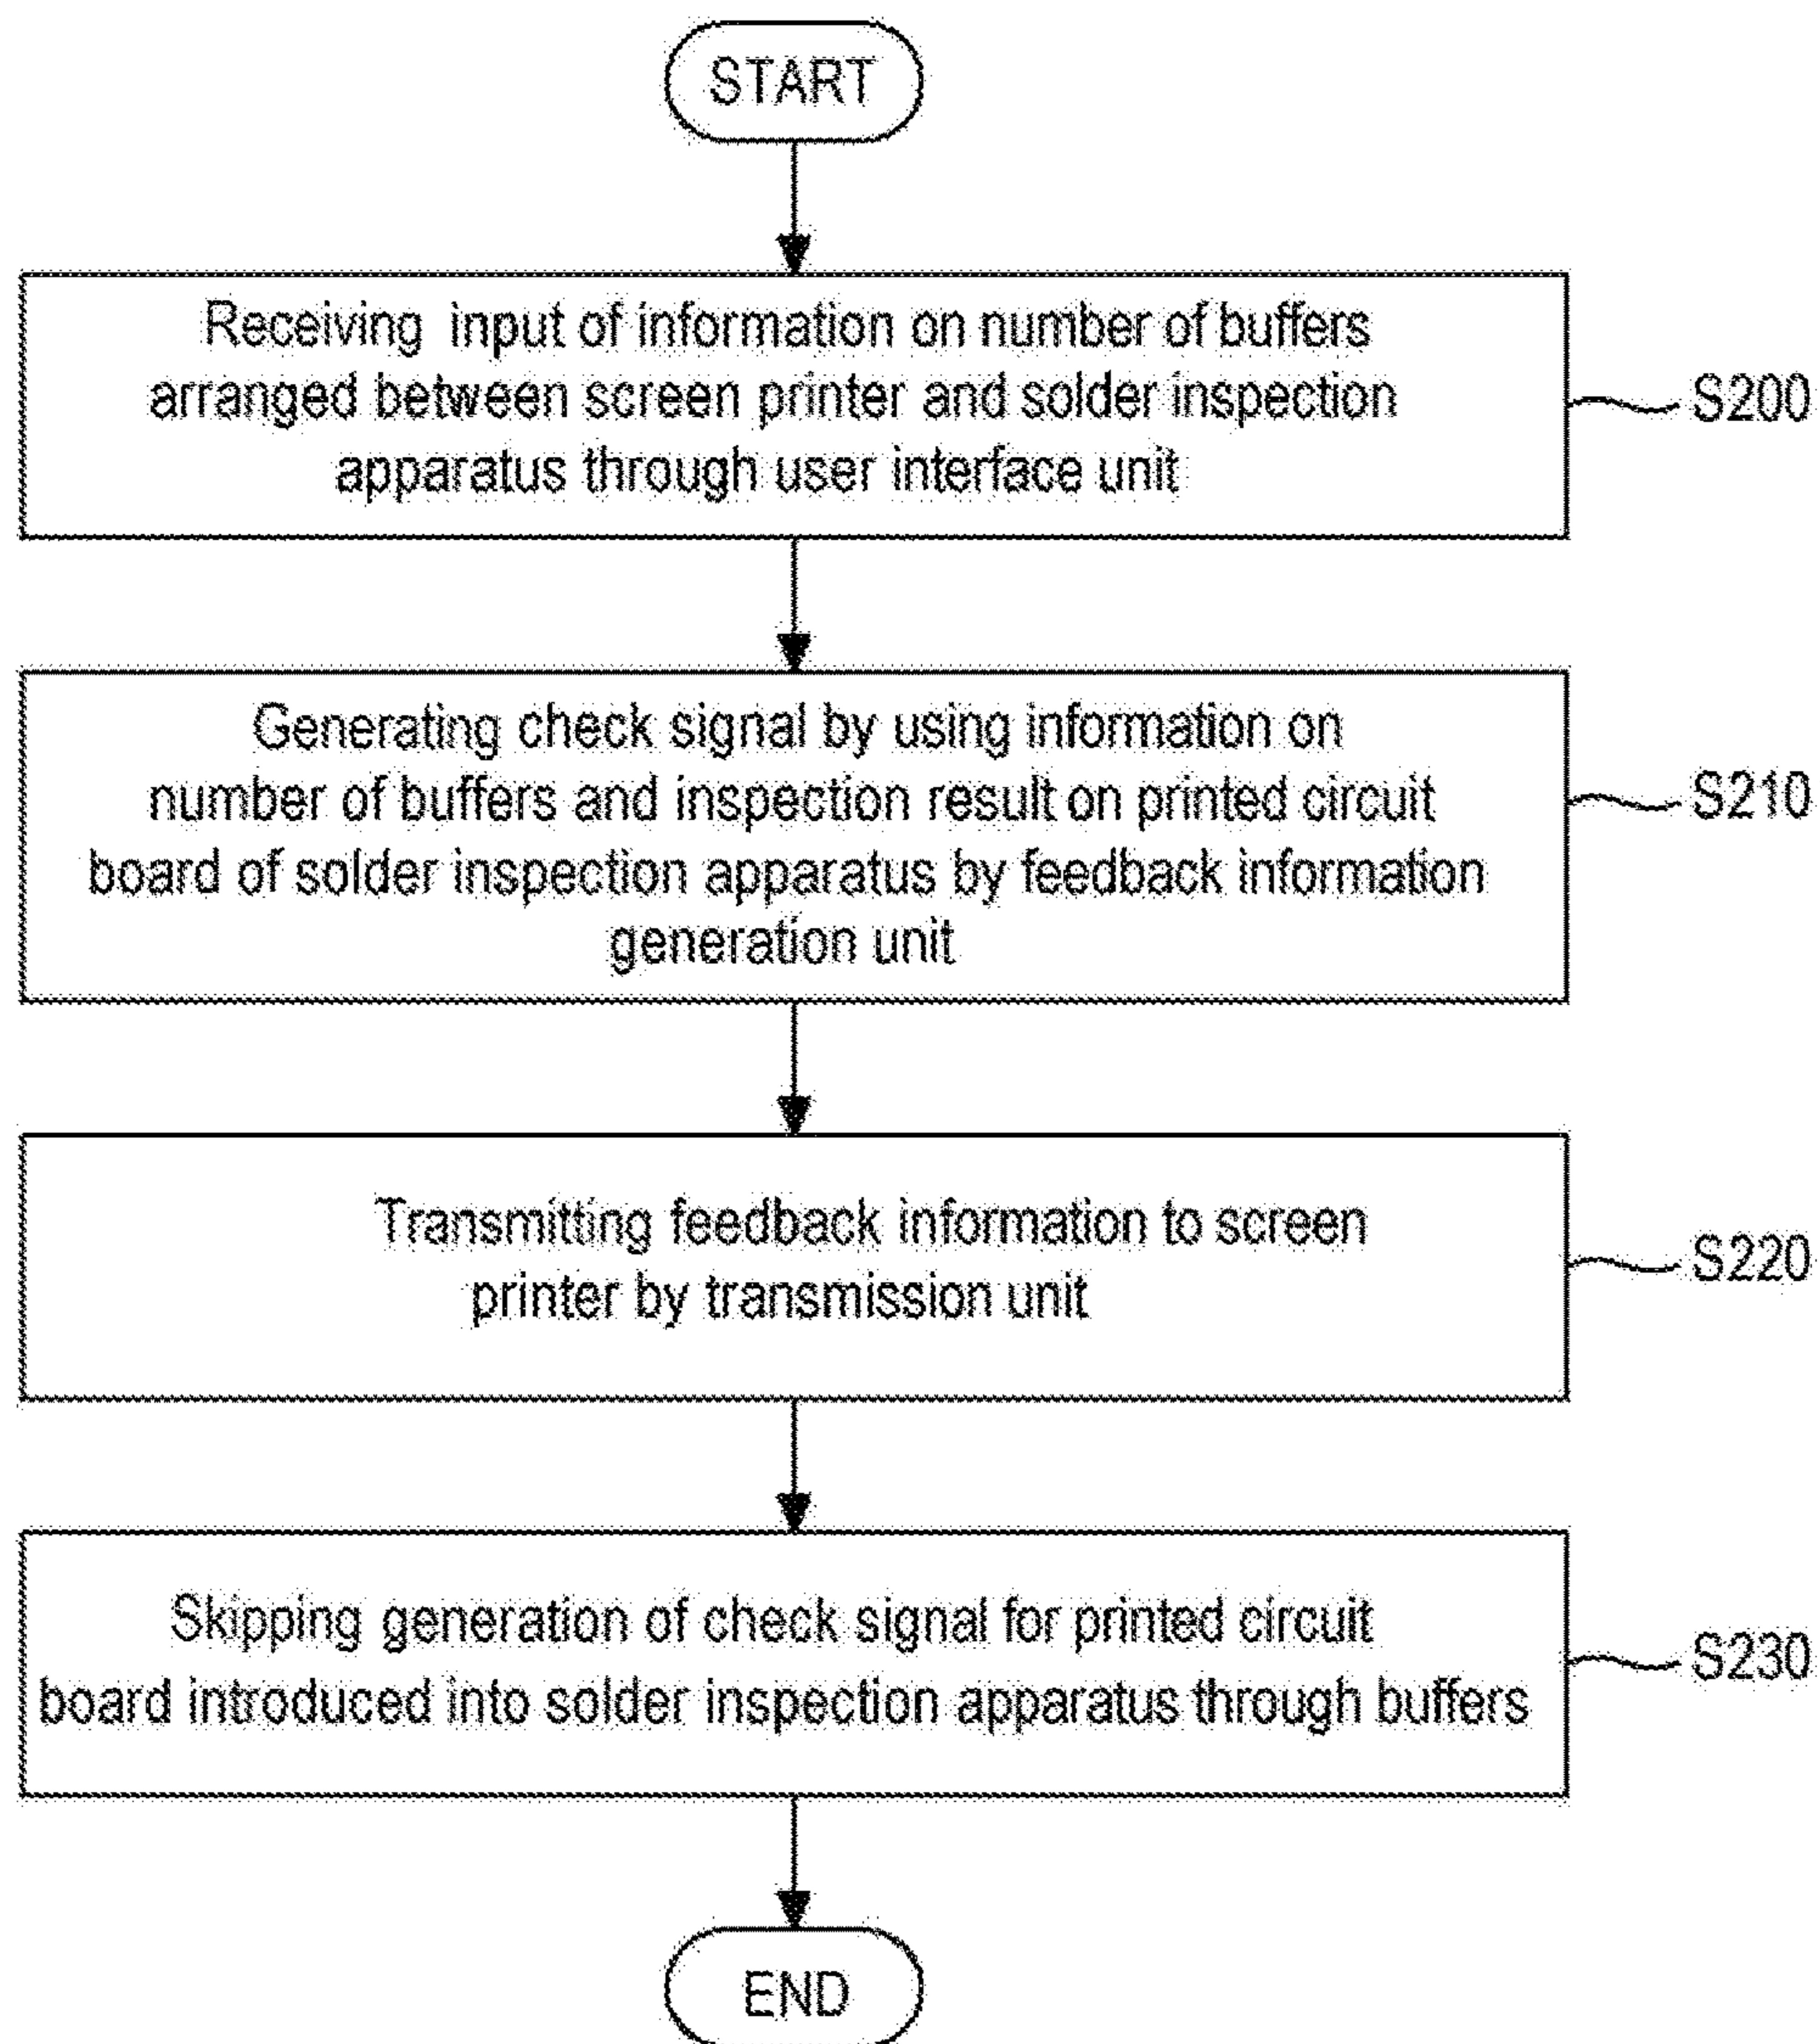 START
Receiving input of information on number of buffers
arranged between screen printer and solder inspection
apparatus through user interface unit
S200
Generating check signal by using information on
number of buffers and inspection result on printed circuit
board of solder inspection apparatus by feedback information
generation unit
S210
Transmitting feedback information to screen
printer by transmission unit
S220
Skipping generation of check signal for printed circuit
board introduced into solder inspection apparatus through buffers
S230
END